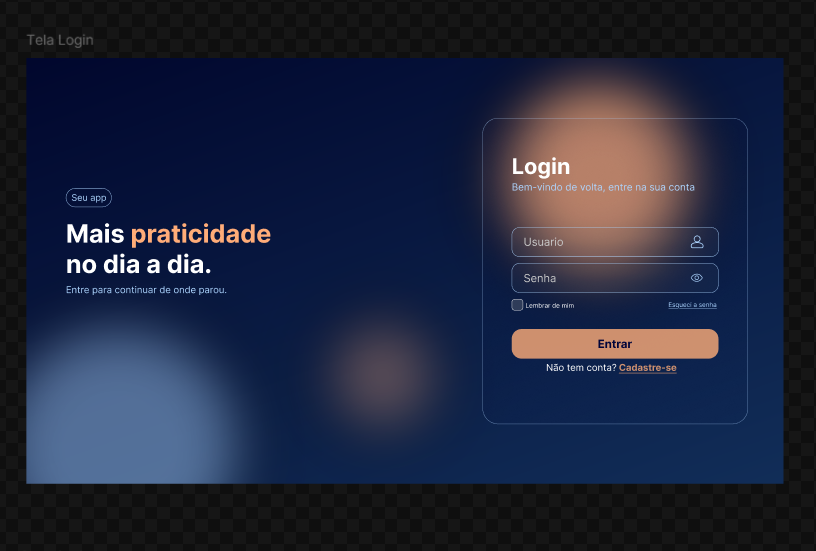 Tela Login
Seu app
Mais praticidade
no dia a dia.
Entre para continuar de onde parou.
Login
Bem-vindo de volta, entre na sua conta
Usuario
Senha
Lembrar de mim
Esqueci a senha
Entrar
Não tem conta? Cadastre-se